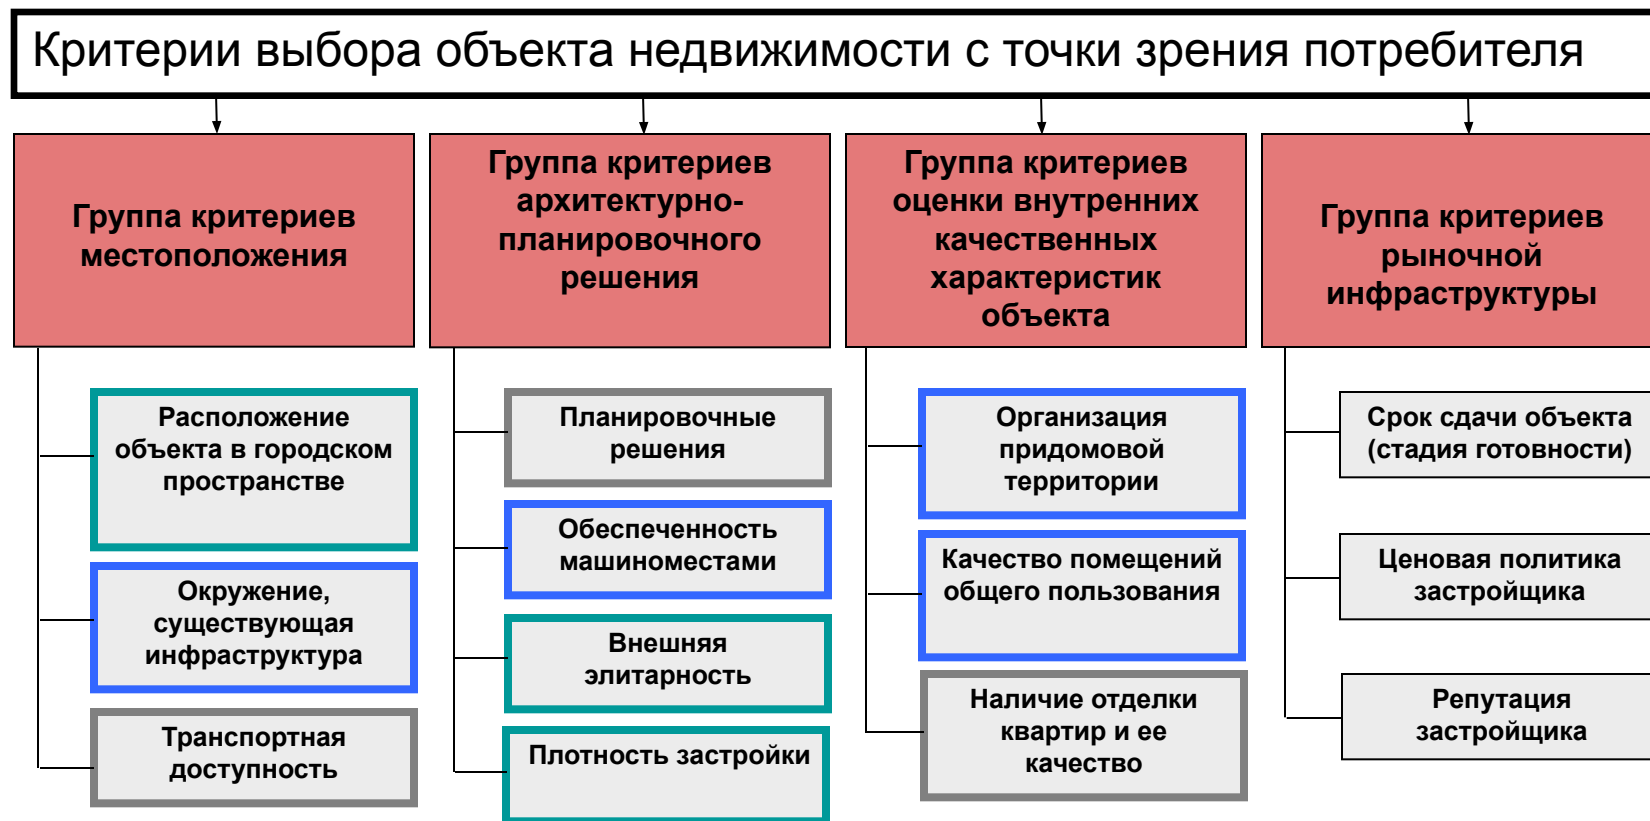 Критерии выбора объекта недвижимости с точки зрения потребителя
Группа критериев
местоположения
Расположение
объекта в городском
пространстве
Окружение,
существующая
инфраструктура
Транспортная
доступность
Группа критериев
архитектурно-
планировочного
решения
Планировочные
решения
Обеспеченность
машиноместами
Внешняя
элитарность
Плотность застройки
Группа критериев
оценки внутренних
качественных
характеристик
объекта
Организация
придомовой
территории
Качество помещений
общего пользования
Наличие отделки
квартир и ее
качество
Группа критериев
рыночной
инфраструктуры
Срок сдачи объекта
(стадия готовности)
Ценовая политика
застройщика
Репутация
застройщика